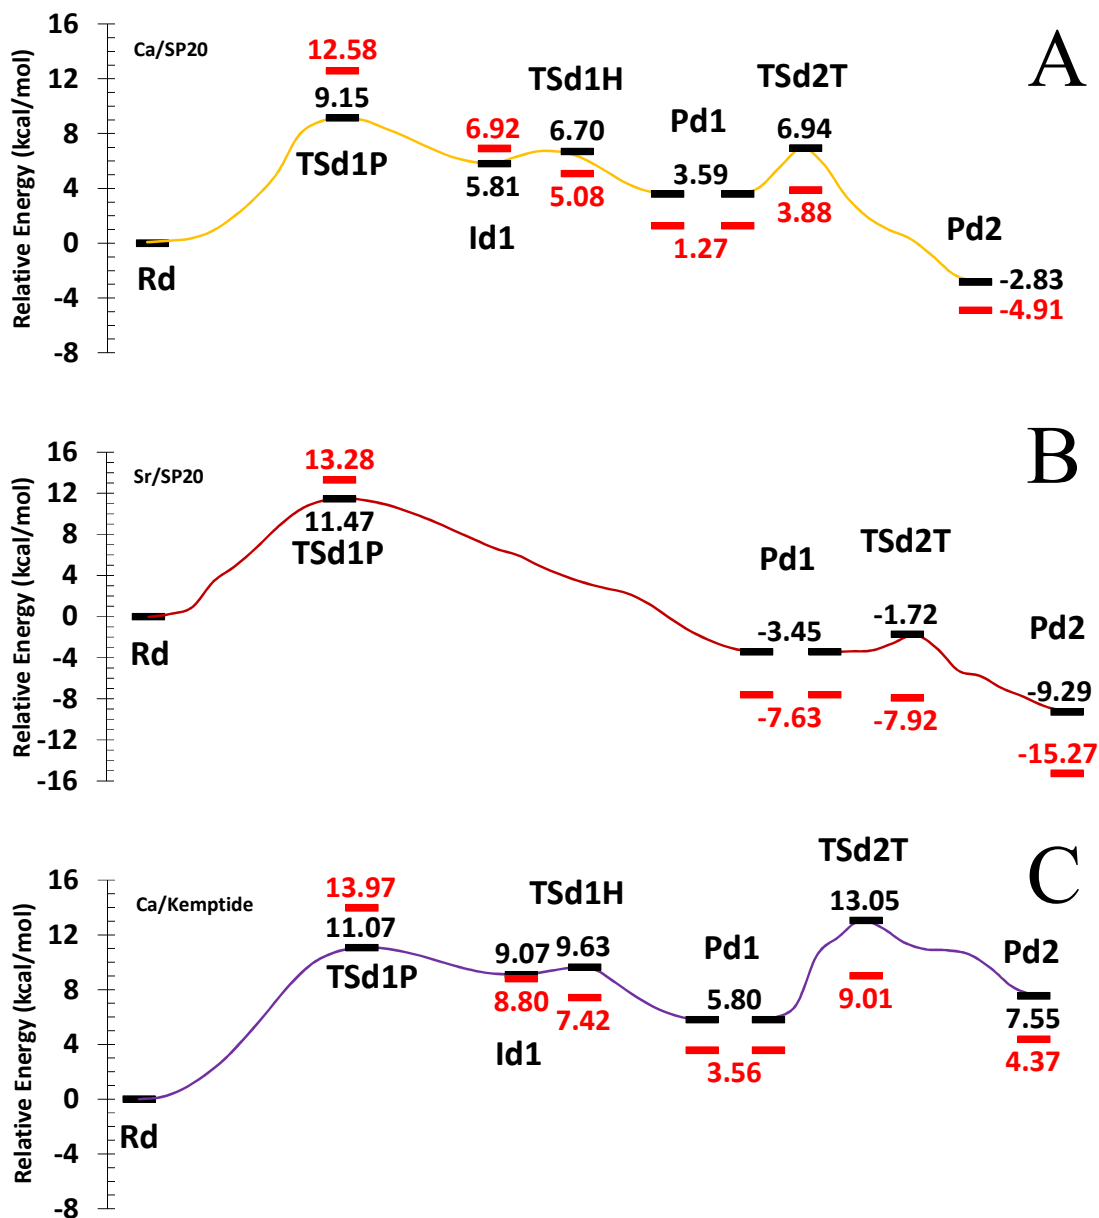 A
Ca/SP20
Relative Energy (kcal/mol)
16
12
8
4
0
-4
-8
12.58
9.15
TSd1P
Rd
6.92
5.81
Id1
TSd1H
6.70
5.08
Pd1
3.59
1.27
TSd2T
6.94
3.88
Pd2
-2.83
-4.91
B
Sr/SP20
Relative Energy (kcal/mol)
16
12
8
4
0
-4
-8
-12
-16
13.28
11.47
TSd1P
Rd
Pd1
-3.45
-7.63
TSd2T
-1.72
-7.92
Pd2
-9.29
-15.27
C
Ca/Kemptide
Relative Energy (kcal/mol)
16
12
8
4
0
-4
-8
13.97
11.07
TSd1P
Rd
9.07
8.80
Id1
TSd1H
9.63
7.42
Pd1
5.80
3.56
TSd2T
13.05
9.01
Pd2
7.55
4.37